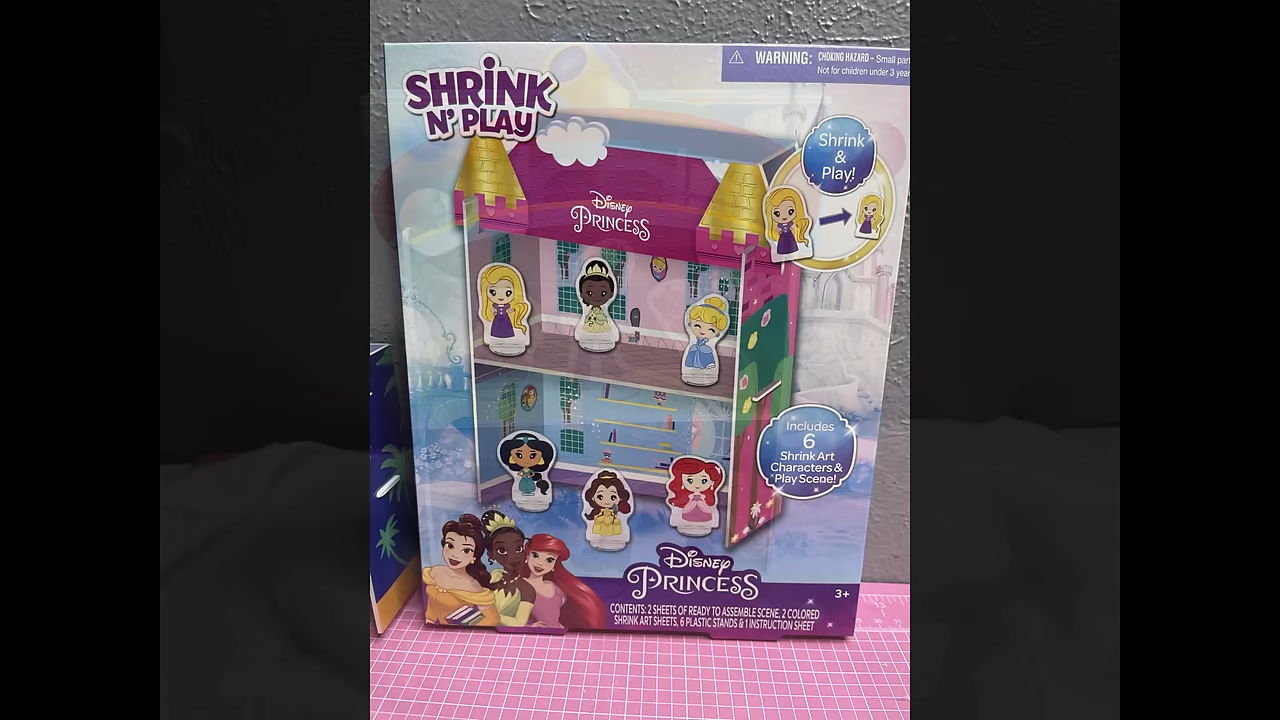 WARNING: CHOKING HAZARD – Small
Not for children under 3
SHRINK
N' PLAY
Shrink
&
Play!
Disney
PRINCESS
Includes
6
Shrink Art
Characters &
Play Scene!
Disney
PRINCESS
3+
CONTENTS: 2 SHEETS OF READY TO ASSEMBLE SCENE, 2 COLORED
SHRINK ART SHEETS, 6 PLASTIC STANDS & 1 INSTRUCTION SHEET